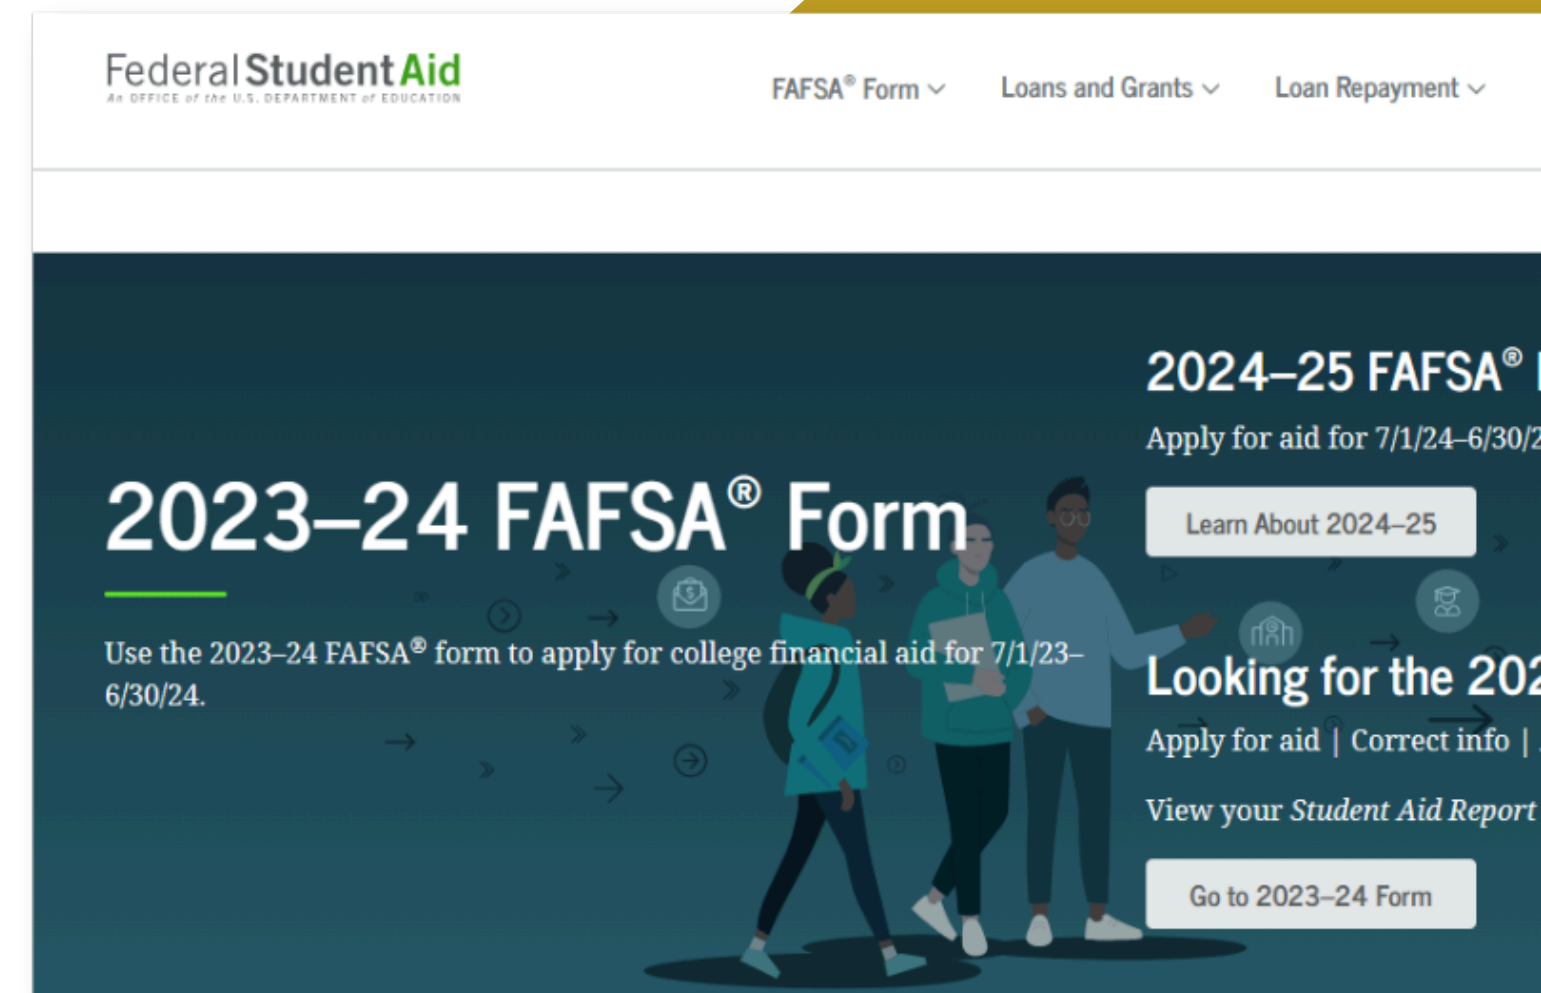 Federal Student Aid
An OFFICE of the U.S. DEPARTMENT of EDUCATION
FAFSA® Form
Loans and Grants
Loan Repayment
2023–24 FAFSA® Form
Use the 2023–24 FAFSA® form to apply for college financial aid for 7/1/23–
6/30/24.
2024–25 FAFSA®
Apply for aid for 7/1/24–6/30/2
Learn About 2024–25
Looking for the 202
Apply for aid | Correct info |
View your Student Aid Report
Go to 2023–24 Form